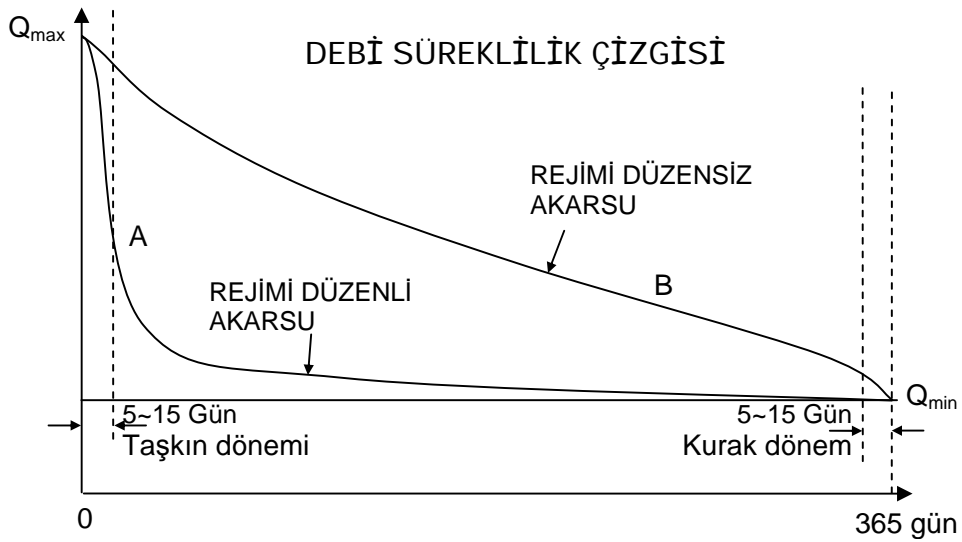 Qmax
DEBİ SÜREKLİLİK ÇİZGİSİ
REJİMİ DÜZENSİZ
AKARSU
A
B
REJİMİ DÜZENLİ
AKARSU
Qmin
5~15 Gün
Taşkın dönemi
5~15 Gün
Kurak dönem
0
365 gün